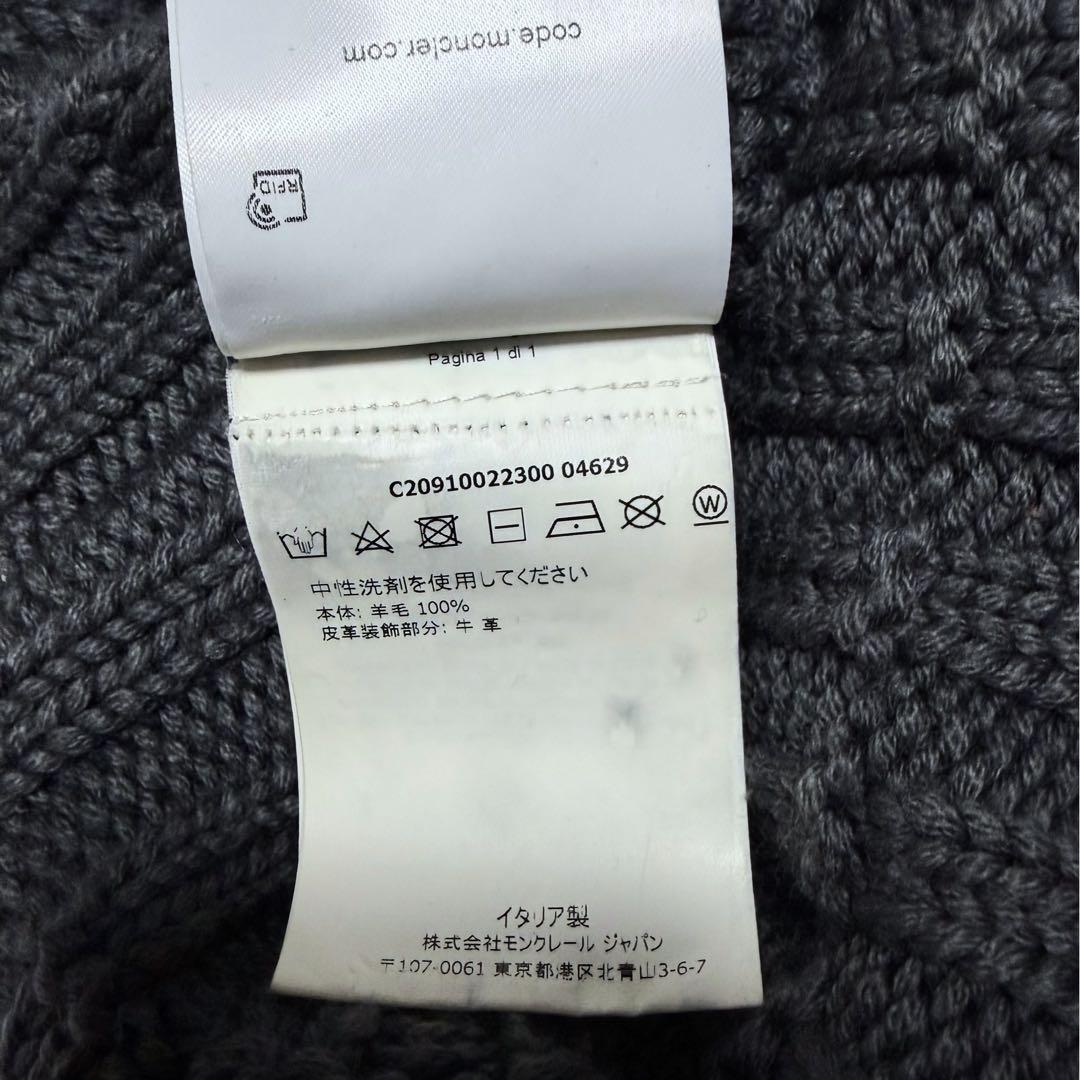 code.moncler.com
RFID
Pagina 1 di 1
C20910022300 04629
W
中性洗剤を使用してください
本体: 羊毛 100%
皮革装飾部分: 牛 革
イタリア製
株式会社モンクレール ジャパン
〒107-0061 東京都港区北青山3-6-7